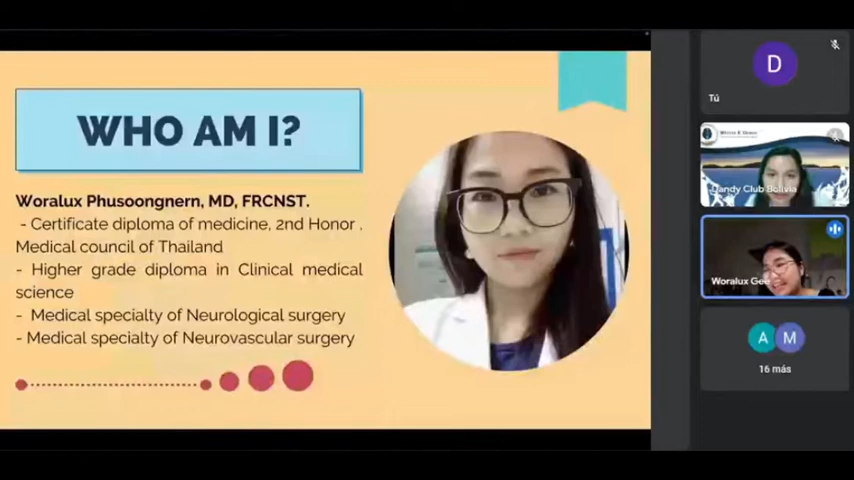 WHO AM I?
Woralux Phusoongnern, MD, FRCNST.
- Certificate diploma of medicine, 2nd Honor .
Medical council of Thailand
- Higher grade diploma in Clinical medical
science
- Medical specialty of Neurological surgery
- Medical specialty of Neurovascular surgery
D
Tú
Dandy Club Bolivia
Woralux Gee
A M
16 más